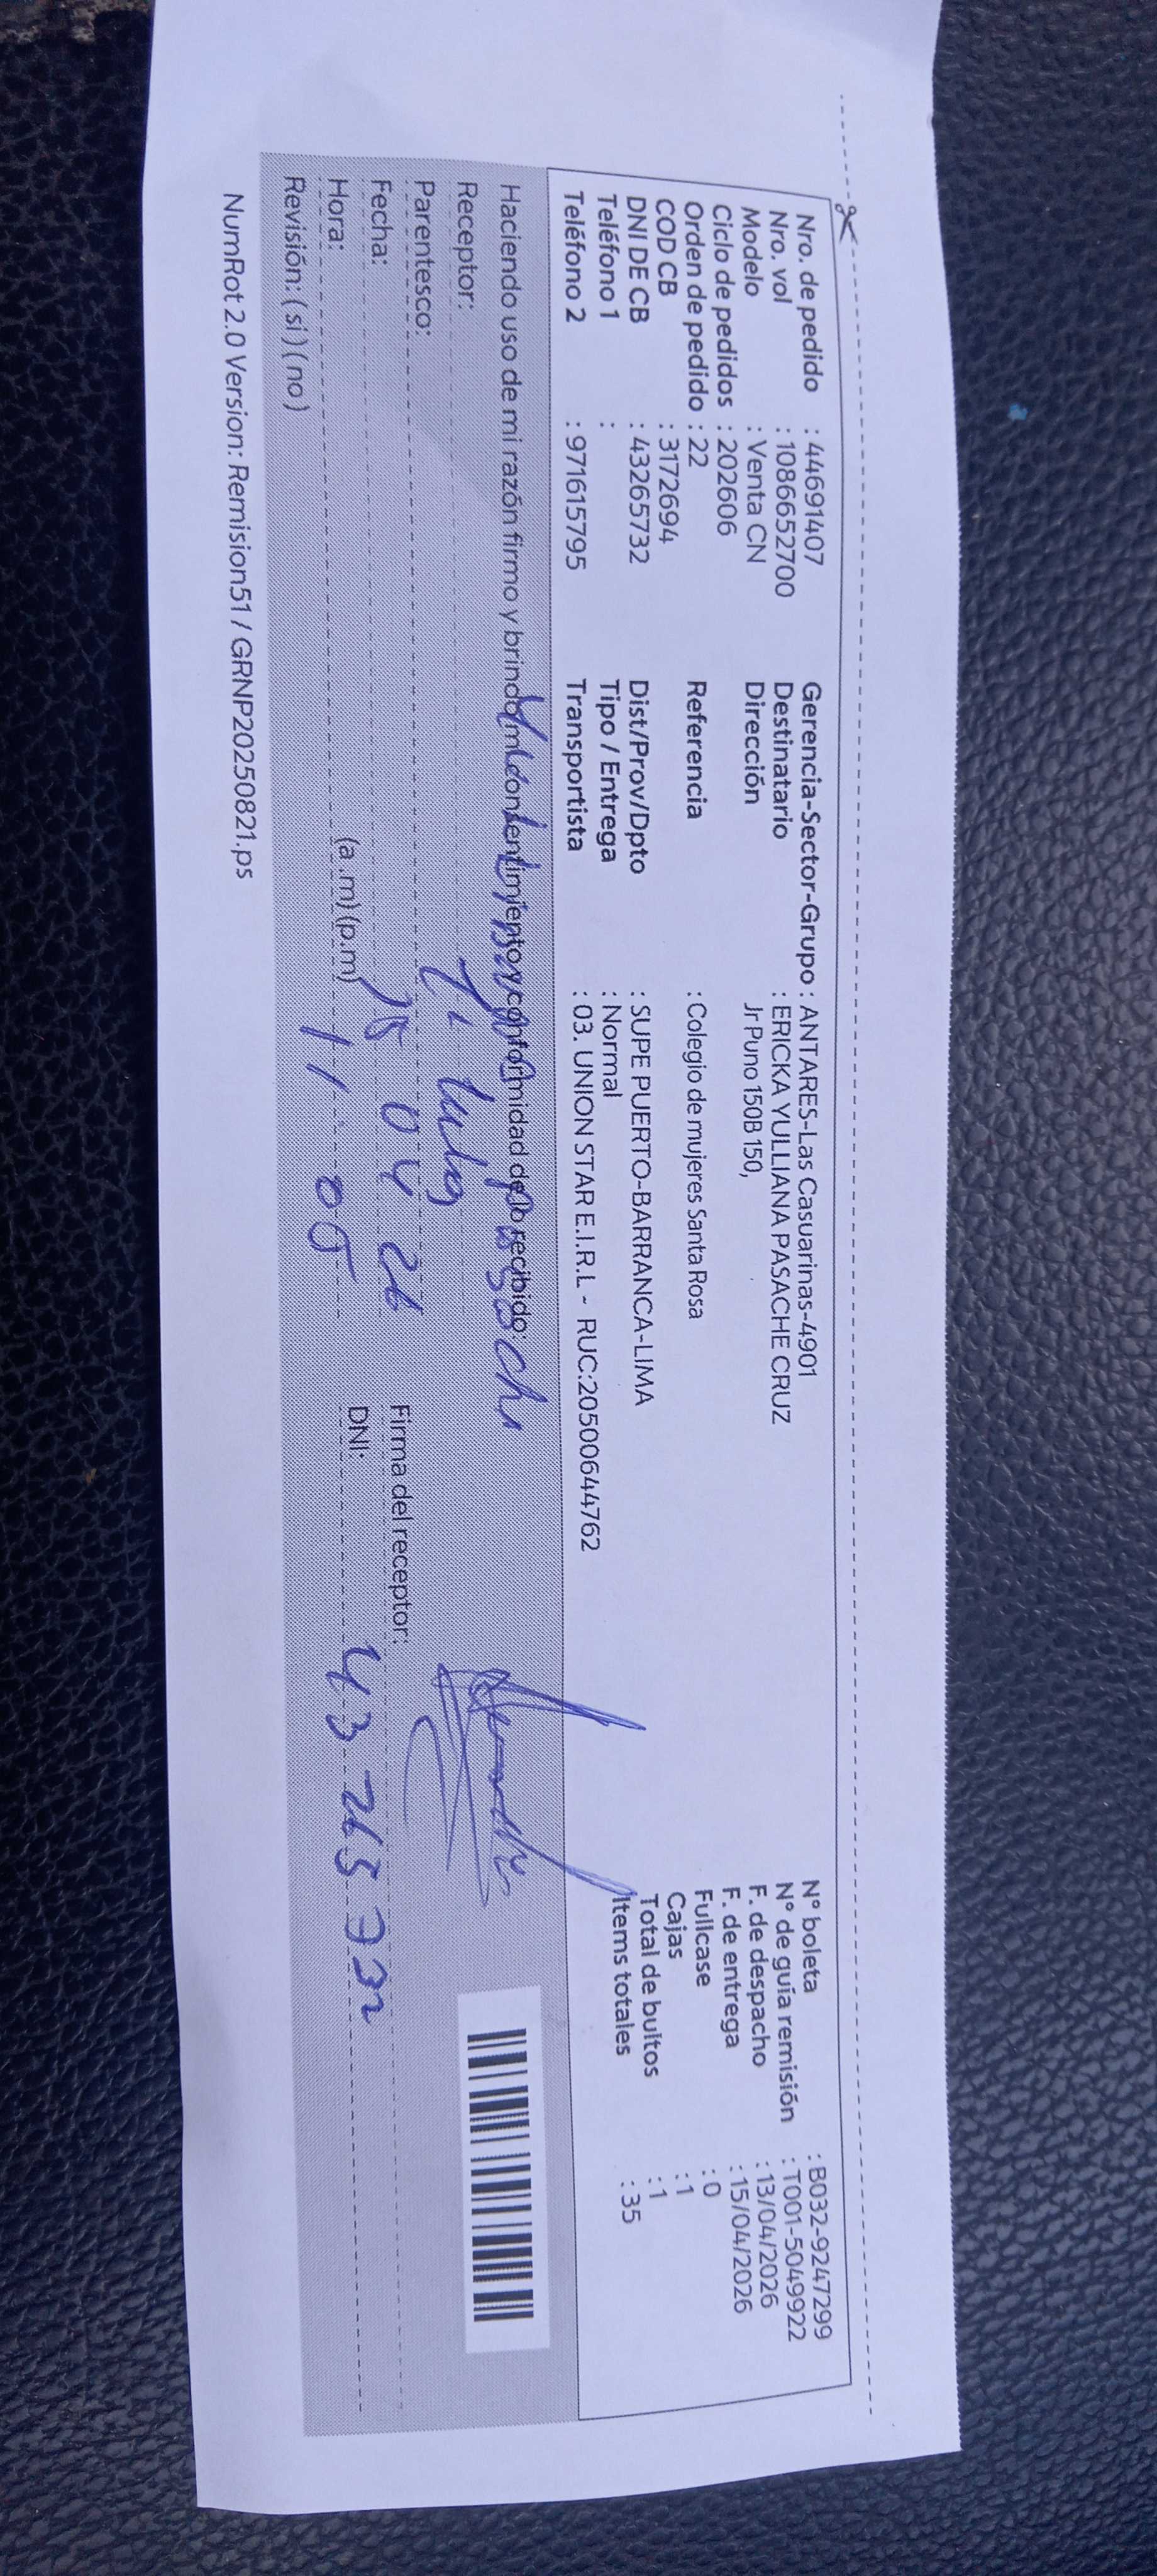 Nro. de pedido : 44691407
Nro. vol : 10866652700
Modelo : Venta CN
Ciclo de pedidos : 202606
Orden de pedido : 22
COD CB : 3172694
DNI DE CB : 43265732
Teléfono 1 :
Teléfono 2 : 971615795
Gerencia-Sector-Grupo : ANTARES-Las Casuarinas-4901
Destinatario : ERICKA YULLIANA PASACHE CRUZ
Dirección Jr Puno 150B 150,
Referencia : Colegio de mujeres Santa Rosa
Dist/Prov/Dpto : SUPE PUERTO-BARRANCA-LIMA
Tipo / Entrega : Normal
Transportista : 03. UNION STAR E.I.R.L - RUC:20500644762
N° boleta : B032-9247299
N° de guía remisión : T001-5049922
F. de despacho : 13/04/2026
F. de entrega : 15/04/2026
Fullcase : 0
Cajas : 1
Total de bultos : 1
Items totales : 35
Haciendo uso de mi razón firmo y brindo mi consentimiento y conformidad de lo recibido:
Receptor:
Parentesco: Ti tula
Fecha: 15 04 26
Hora: (a .m) (p.m) 11 05
Revisión: ( si ) ( no )
Firma del receptor:
DNI: 43265732
NumRot 2.0 Version: Remision51 / GRNP20250821.ps